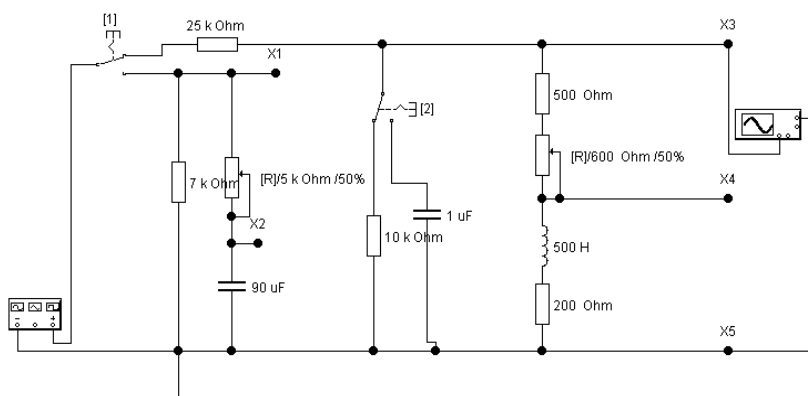 [1]
25 k Ohm
X1
X3
500 Ohm
[2]
[R]/600 Ohm /50%
7 k Ohm
[R]/5 k Ohm /50%
X4
X2
1 uF
10 k Ohm
500 H
90 uF
200 Ohm
X5